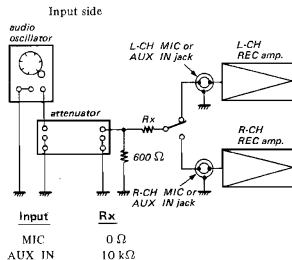 Input side
audio
oscillator
attenuator
L-CH MIC or
AUX IN jack
L-CH
REC amp.
Rx
600 Ω
R-CH MIC or
AUX IN jack
R-CH
REC amp.
Input Rx
MIC 0 Ω
AUX IN 10 kΩ